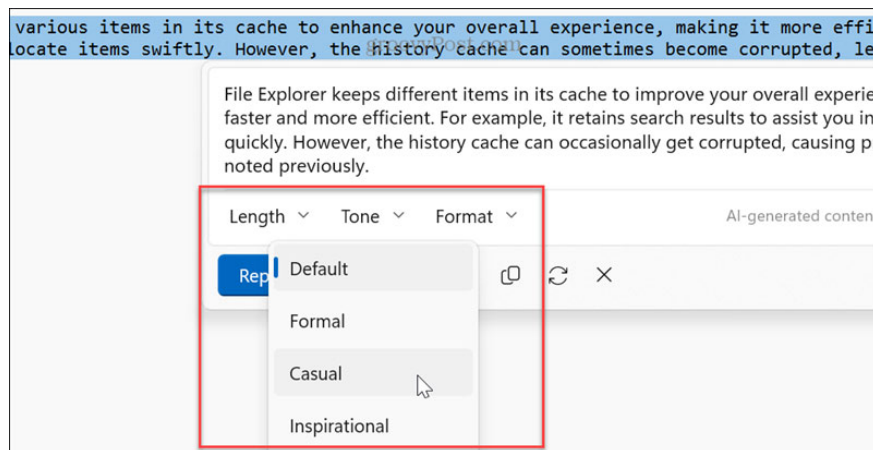 various items in its cache to enhance your overall experience, making it more effi
locate items swiftly. However, the history cache can sometimes become corrupted, le
groovyPost.com
File Explorer keeps different items in its cache to improve your overall experie
faster and more efficient. For example, it retains search results to assist you in
quickly. However, the history cache can occasionally get corrupted, causing p
noted previously.
Length Tone Format AI-generated conten
Rep
Default
Formal
Casual
Inspirational